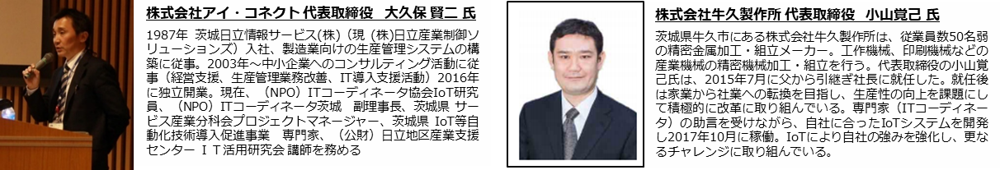 株式会社アイ・コネクト 代表取締役　大久保 賢二 氏
1987年 茨城日立情報サービス(株)（現 (株)日立産業制御ソ
リューションズ）入社、製造業向けの生産管理システムの構
築に従事。2003年～中小企業へのコンサルティング活動に従
事（経営支援、生産管理業務改善、IT導入支援活動）2016年
に独立開業。現在、（NPO）ITコーディネータ協会IoT研究
員、（NPO）ITコーディネータ茨城　副理事長、茨城県 サー
ビス産業分科会プロジェクトマネージャー、茨城県 IoT等自
動化技術導入促進事業　専門家、（公財）日立地区産業支援
センター ＩＴ活用研究会 講師を務める
株式会社牛久製作所 代表取締役　小山覚己 氏
茨城県牛久市にある株式会社牛久製作所は、従業員数50名弱
の精密金属加工・組立メーカー。工作機械、印刷機械などの
産業機械の精密機械加工・組立を行う。代表取締役の小山覚
己氏は、2015年7月に父から引継ぎ社長に就任した。就任後
は家業から社業への転換を目指し、生産性の向上を課題にし
て積極的に改革に取り組んでいる。専門家（ITコーディネー
タ）の助言を受けながら、自社に合ったIoTシステムを開発
し2017年10月に稼働。IoTにより自社の強みを強化し、更な
るチャレンジに取り組んでいる。